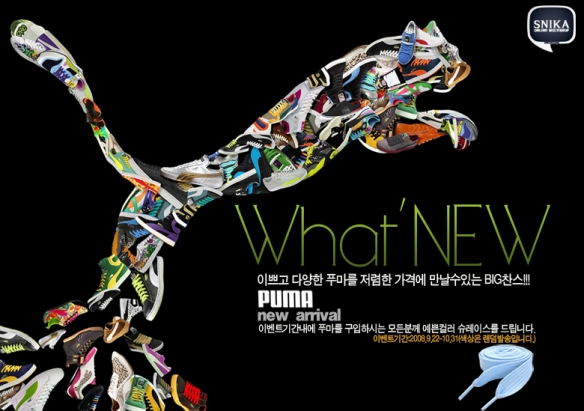 SNIKA
ONLINE MULTISHOP
What'NEW
이쁘고 다양한 푸마를 저렴한 가격에 만날수있는 BIG찬스!!!
PUMA
new arrival
이벤트기간내에 푸마를 구입하시는 모든분께 예쁜컬러 슈레이스를 드립니다.
이벤트기간:2008,9,22-10,31(색상은 랜덤발송입니다.)